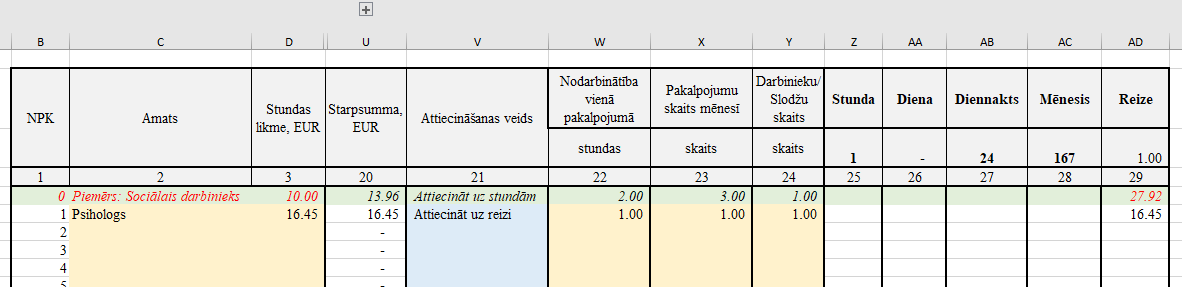 B C D U V W X Y Z AA AB AC AD
NPK Amats Stundas likme, EUR Starpsumma, EUR Attiecināšanas veids Nodarbinātība vienā pakalpojumā Pakalpojumu skaits mēnesī Darbinieku/ Slodžu skaits Stunda Diena Diennakts Mēnesis Reize
stundas skaits skaits 1 - 24 167 1.00
1 2 3 20 21 22 23 24 25 26 27 28 29
0 Piemērs: Sociālais darbinieks 10.00 13.96 Attiecināt uz stundām 2.00 3.00 1.00 27.92
1 Psihologs 16.45 16.45 Attiecināt uz reizi 1.00 1.00 1.00 16.45
2 -
3 -
4 -
5 -